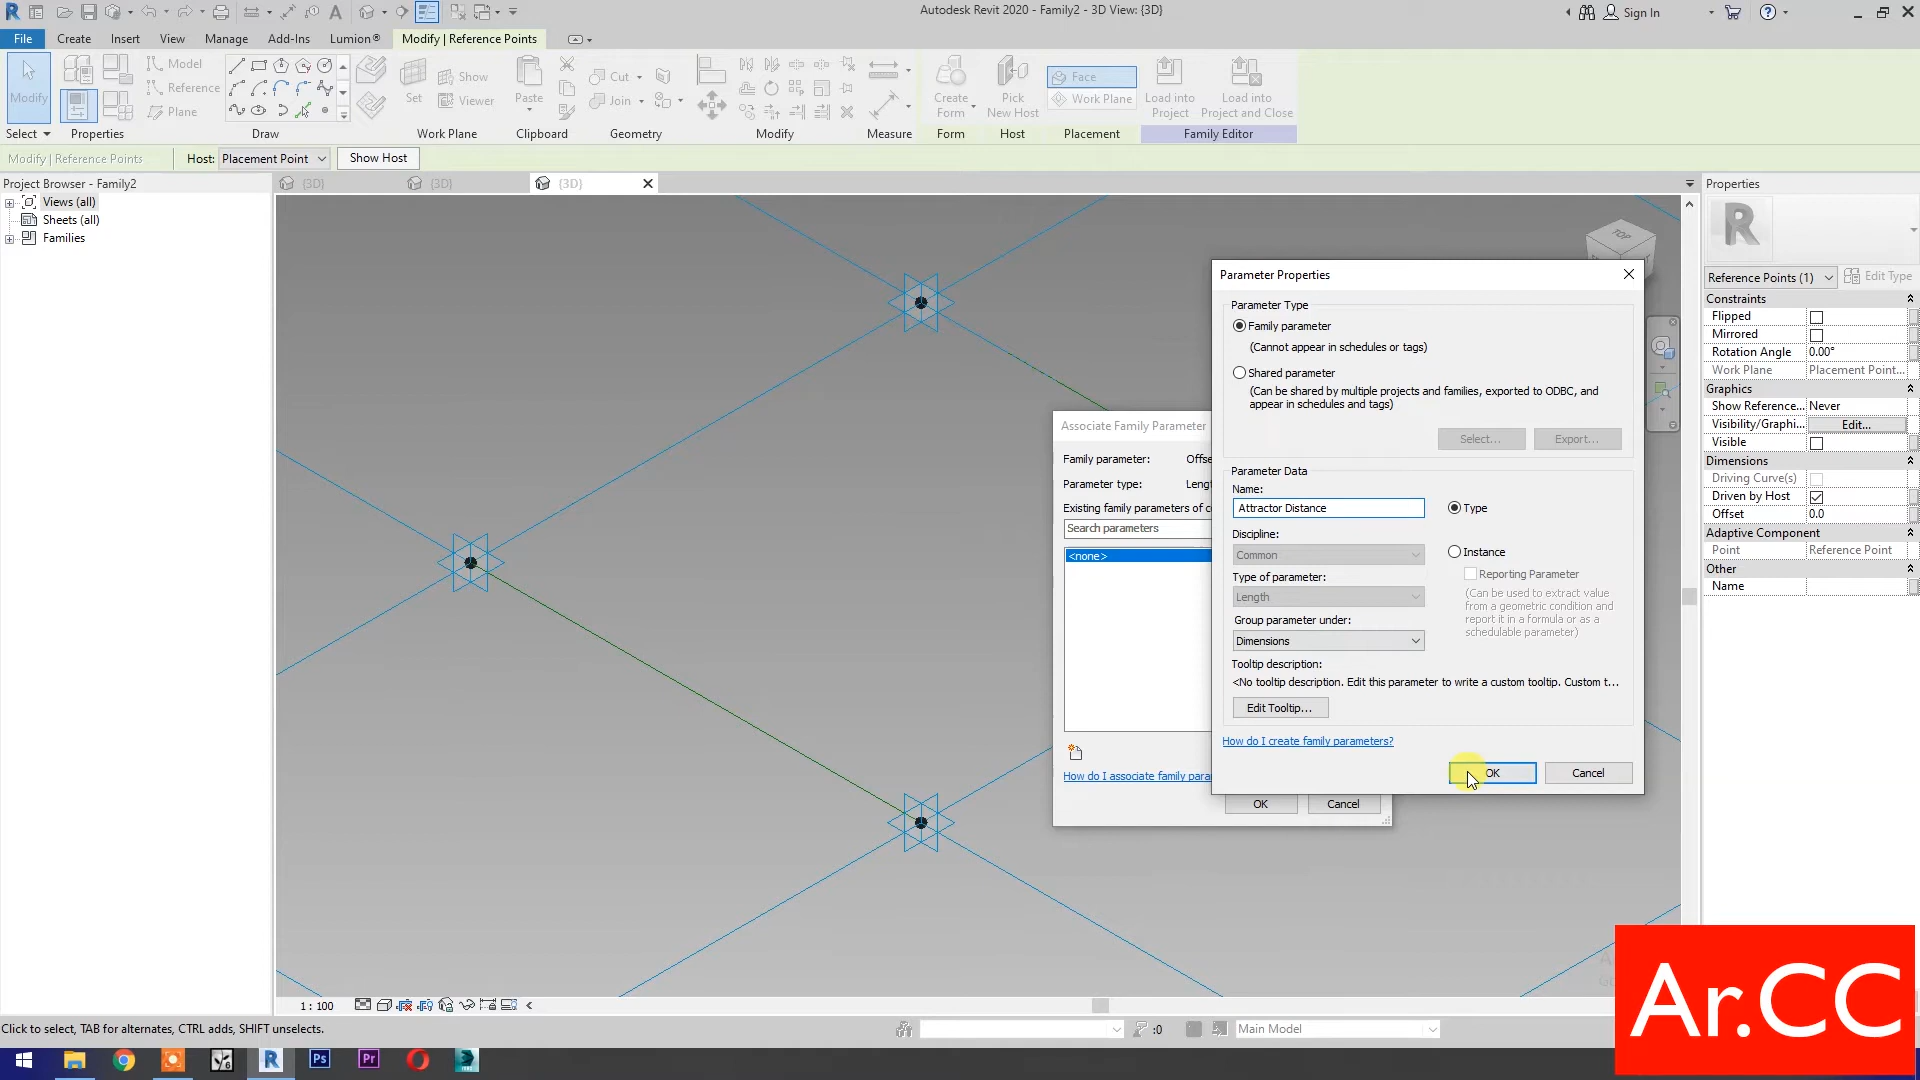 Autodesk Revit 2020 - Family2 - 3D View: {3D}
Sign In
File Create Insert View Manage Add-Ins Lumion® Modify | Reference Points
Modify
Model
Reference
Plane
Set
Show
Viewer
Paste
Cut
Join
Create Form
Pick New Host
Face
Work Plane
Load into Project
Load into Project and Close
Select Properties Draw Work Plane Clipboard Geometry Modify Measure Form Host Placement Family Editor
Modify | Reference Points Host: Placement Point Show Host
Project Browser - Family2
Views (all)
Sheets (all)
Families
{3D} {3D} {3D}
TOP
Associate Family Parameter
Family parameter: Offse
Parameter type: Leng
Existing family parameters of c
Search parameters
<none>
How do I associate family para
OK Cancel
Parameter Properties
Parameter Type
Family parameter
(Cannot appear in schedules or tags)
Shared parameter
(Can be shared by multiple projects and families, exported to ODBC, and
appear in schedules and tags)
Select... Export...
Parameter Data
Name:
Attractor Distance
Type
Discipline:
Common
Instance
Type of parameter:
Reporting Parameter
Length
(Can be used to extract value
from a geometric condition and
report it in a formula or as a
schedulable parameter)
Group parameter under:
Dimensions
Tooltip description:
<No tooltip description. Edit this parameter to write a custom tooltip. Custom t...
Edit Tooltip...
How do I create family parameters?
OK Cancel
Properties
R
Reference Points (1) Edit Type
Constraints
Flipped
Mirrored
Rotation Angle 0.00°
Work Plane Placement Point...
Graphics
Show Reference... Never
Visibility/Graphi... Edit...
Visible
Dimensions
Driving Curve(s)
Driven by Host
Offset 0.0
Adaptive Component
Point Reference Point
Other
Name
1 : 100
Click to select, TAB for alternates, CTRL adds, SHIFT unselects.
:0
Main Model
Ar.CC